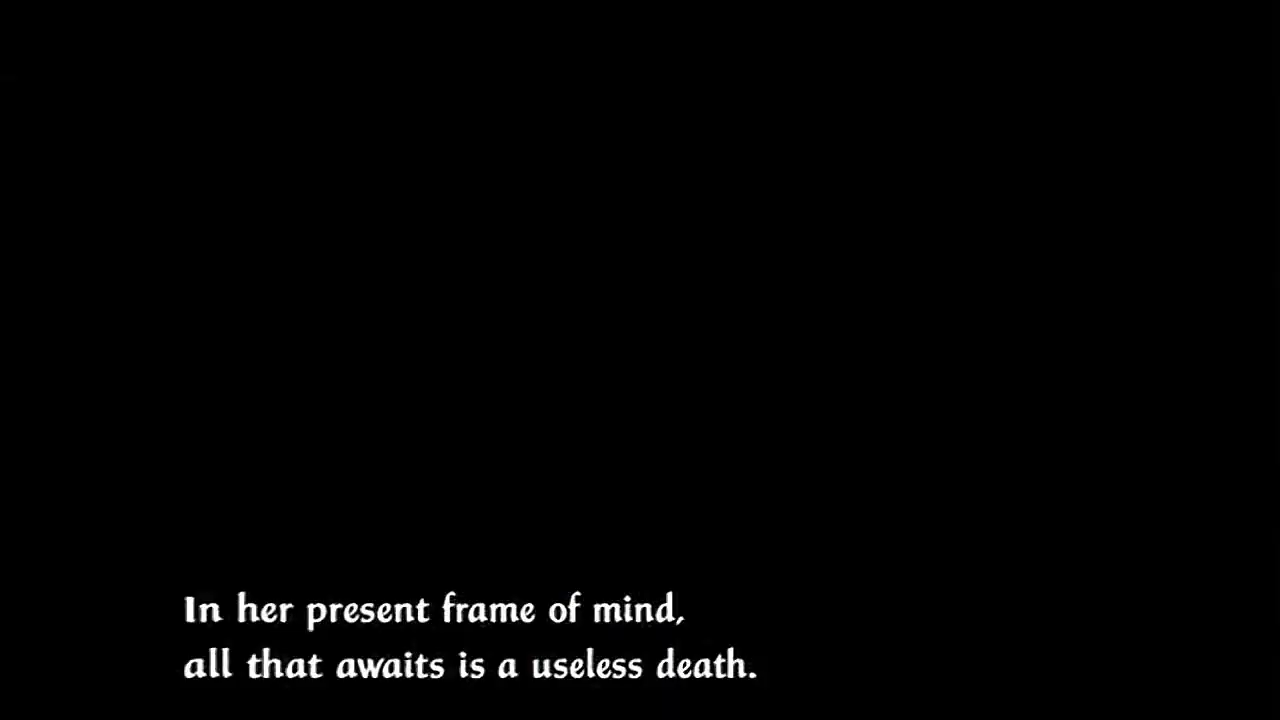 In her present frame of mind,
all that awaits is a useless death.